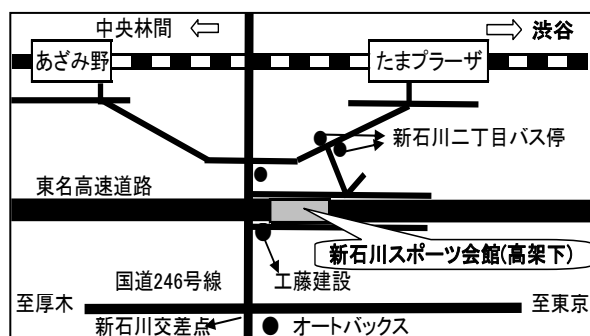 中央林間
渋谷
あざみ野
たまプラーザ
新石川二丁目バス停
東名高速道路
新石川スポーツ会館(高架下)
国道246号線
工藤建設
至厚木
至東京
新石川交差点
オートバックス